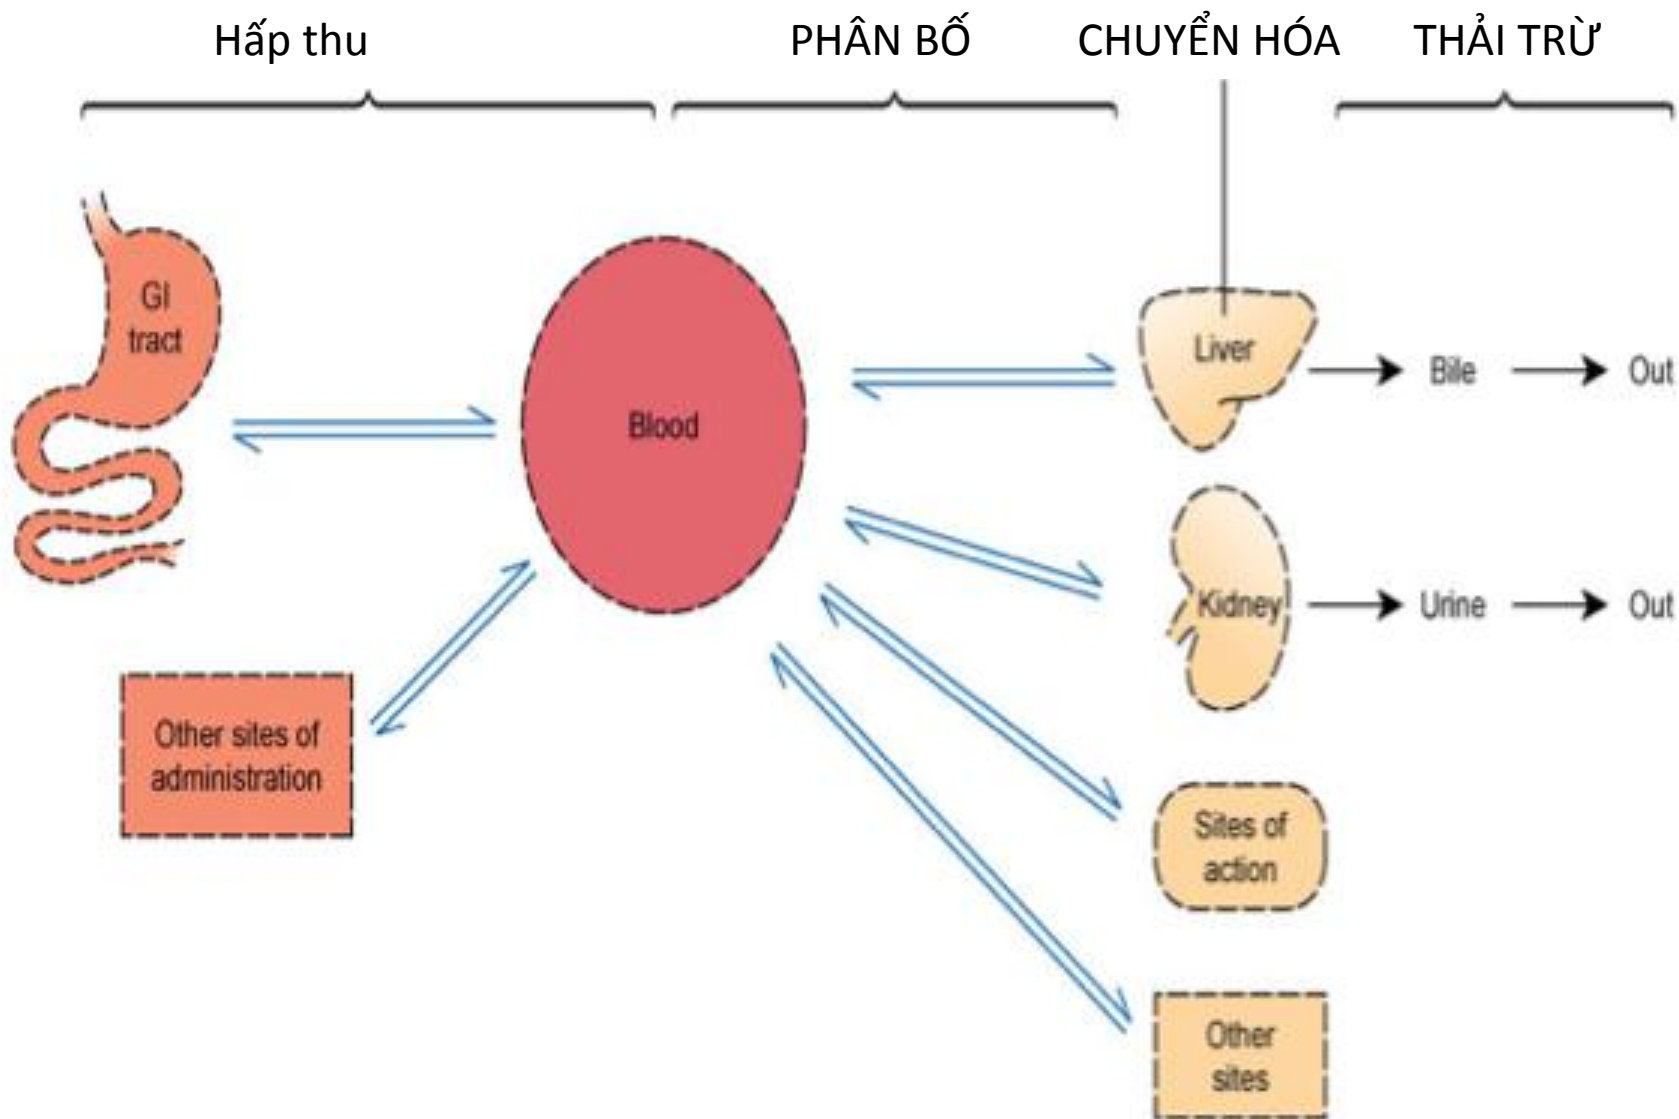 Hấp thu
PHÂN BỐ
CHUYỂN HÓA
THẢI TRỪ
GI
tract
Blood
Liver
Bile
Out
Kidney
Urine
Out
Other sites of
administration
Sites of
action
Other
sites